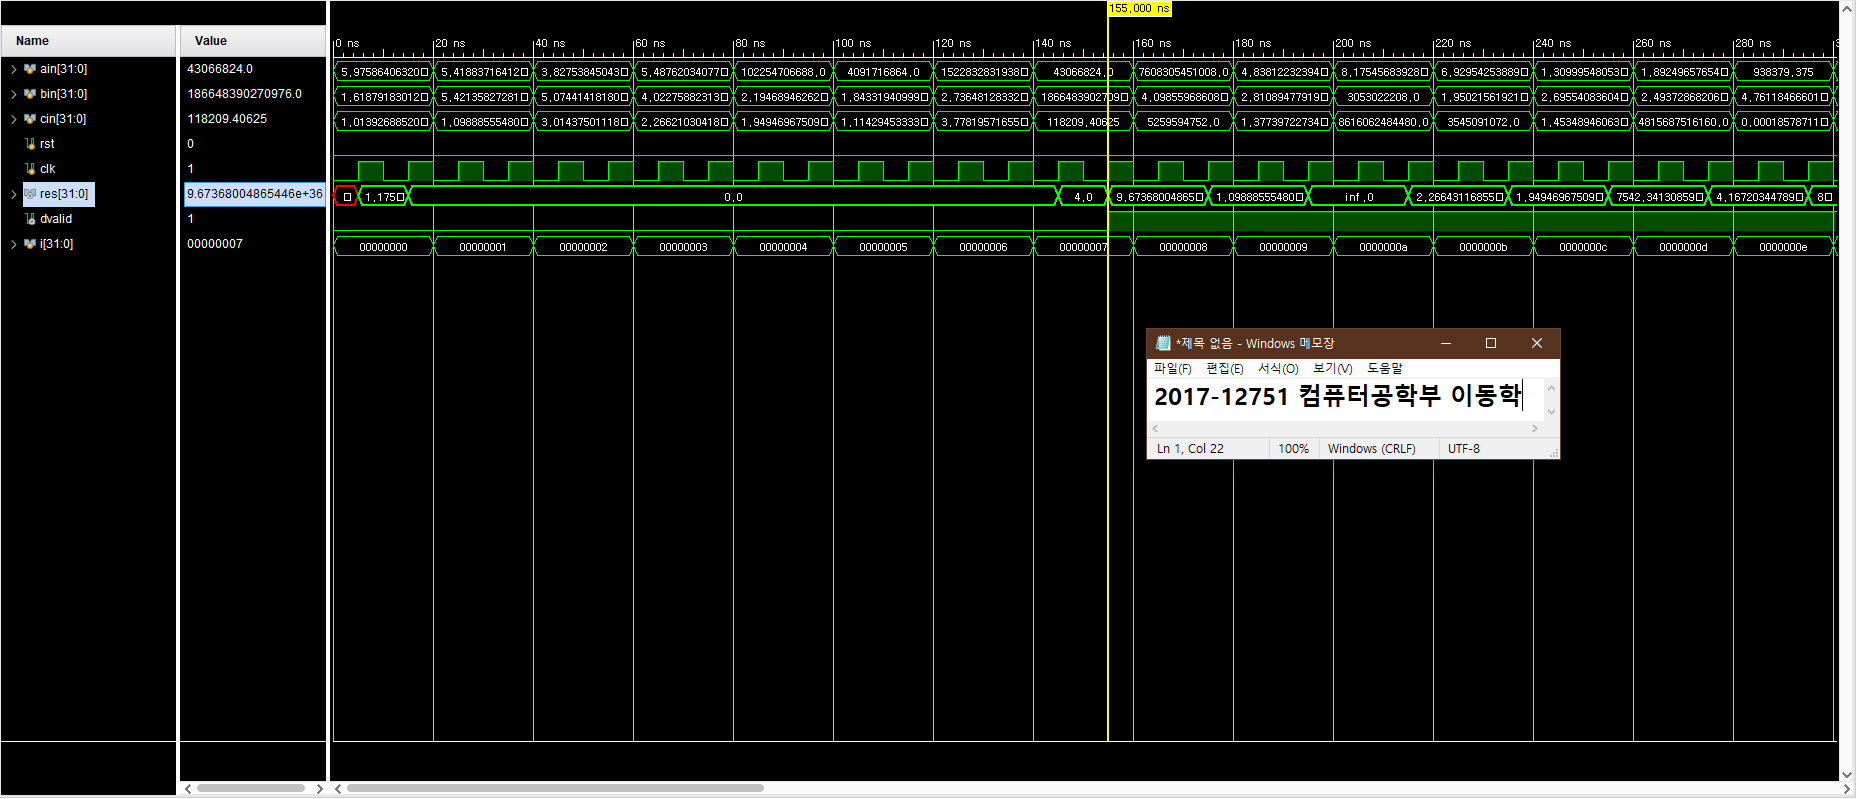 155,000 ns
Name Value
0 ns 20 ns 40 ns 60 ns 80 ns 100 ns 120 ns 140 ns 160 ns 180 ns 200 ns 220 ns 240 ns 260 ns 280 ns
ain[31:0] 43066824.0 5,97586406320 5,41883716412 3,82753845043 5,48762034077 102254706688,0 4091716864,0 1522832831938 43066824,0 7608305451008,0 4,83812232394 8,17545683928 6,92954253889 1,30999548053 1,89249657654 938379,375
bin[31:0] 186648390270976.0 1,61879183012 5,42135827281 5,07441418180 4,02275882313 2,19468946262 1,84331940999 2,73648128332 1866483902709 4,09855968608 2,81089477919 3053022208,0 1,95021561921 2,69554083604 2,49372868206 4,76118466601
cin[31:0] 118209.40625 1,01392688520 1,09888555480 3,01437501118 2,26621030418 1,94946967509 1,11429453333 3,77819571655 118209,40625 5259594752,0 1,37739722734 8616062484480,0 3545091072,0 1,45348946063 4815687516160,0 0,00018578711
rst 0
clk 1
res[31:0] 9.67368004865446e+36 1,175 0,0 4,0 9,67368004865 1,09888555480 inf,0 2,26643116855 1,94946967509 7542,34130859 4,16720344789 8
dvalid 1
i[31:0] 00000007 00000000 00000001 00000002 00000003 00000004 00000005 00000006 00000007 00000008 00000009 0000000a 0000000b 0000000c 0000000d 0000000e
*제목 없음 - Windows 메모장
파일(F) 편집(E) 서식(O) 보기(V) 도움말
2017-12751 컴퓨터공학부 이동학
Ln 1, Col 22 100% Windows (CRLF) UTF-8